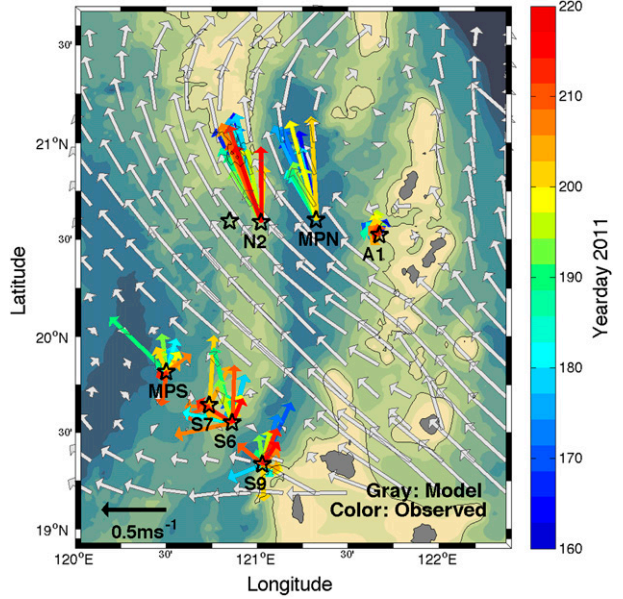 30'
21°N
30'
20°N
30'
19°N
Latitude
N2
MPN
A1
MPS
S7
S6
S9
Gray: Model
Color: Observed
0.5ms⁻¹
120°E
30'
121°E
30'
122°E
Longitude
220
210
200
190
180
170
160
Yearday 2011